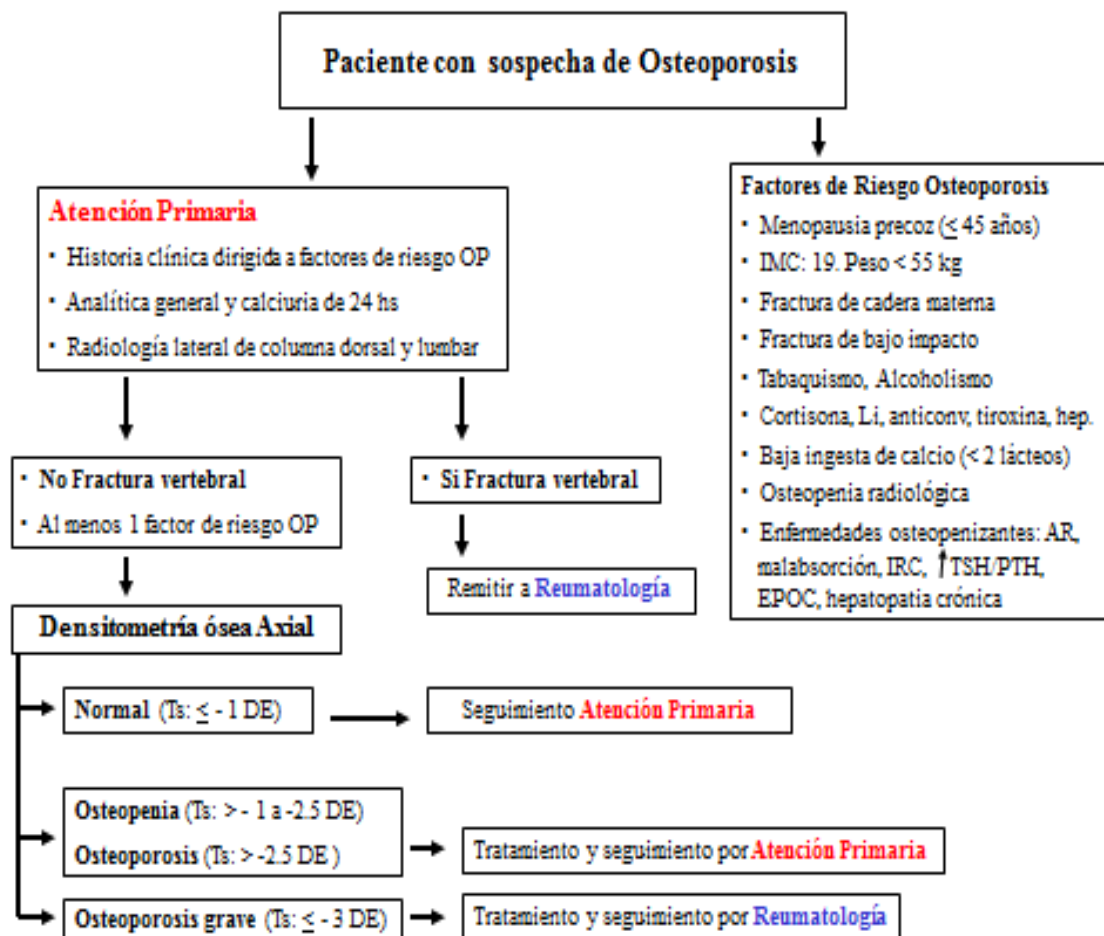 Paciente con sospecha de Osteoporosis
Atención Primaria
• Historia clínica dirigida a factores de riesgo OP
• Analítica general y calciuria de 24 hs
• Radiología lateral de columna dorsal y lumbar
Factores de Riesgo Osteoporosis
• Menopausia precoz (≤ 45 años)
• IMC: 19. Peso < 55 kg
• Fractura de cadera materna
• Fractura de bajo impacto
• Tabaquismo, Alcoholismo
• Cortisona, Li, anticonv, tiroxina, hep.
• Baja ingesta de calcio (< 2 lácteos)
• Osteopenia radiológica
• Enfermedades osteopenizantes: AR,
malabsorción, IRC, ↑TSH/PTH,
EPOC, hepatopatia crónica
• No Fractura vertebral
• Al menos 1 factor de riesgo OP
• Si Fractura vertebral
Remitir a Reumatología
Densitometría ósea Axial
Normal (Ts: ≤ - 1 DE)
Seguimiento Atención Primaria
Osteopenia (Ts: > - 1 a -2.5 DE)
Osteoporosis (Ts: > -2.5 DE )
Tratamiento y seguimiento por Atención Primaria
Osteoporosis grave (Ts: ≤ - 3 DE)
Tratamiento y seguimiento por Reumatología